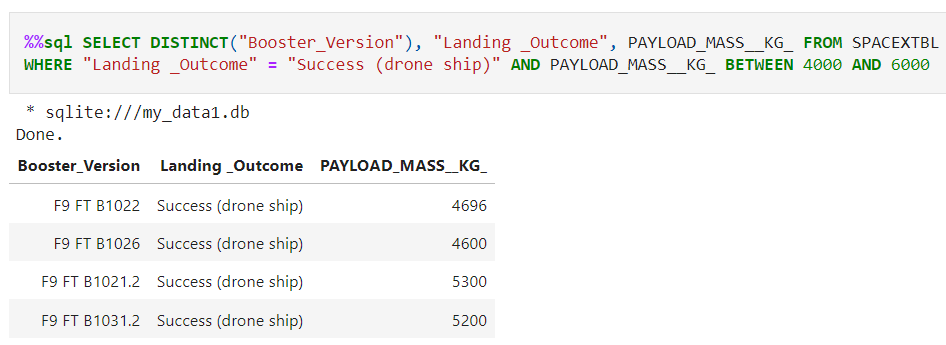 %%sql SELECT DISTINCT("Booster_Version"), "Landing _Outcome", PAYLOAD_MASS__KG_ FROM SPACEXTBL
WHERE "Landing _Outcome" = "Success (drone ship)" AND PAYLOAD_MASS__KG_ BETWEEN 4000 AND 6000
* sqlite:///my_data1.db
Done.
Booster_Version Landing _Outcome PAYLOAD_MASS__KG_
F9 FT B1022 Success (drone ship) 4696
F9 FT B1026 Success (drone ship) 4600
F9 FT B1021.2 Success (drone ship) 5300
F9 FT B1031.2 Success (drone ship) 5200